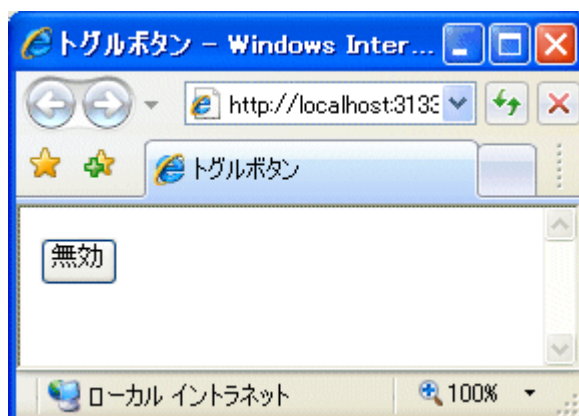 トグルボタン - Windows Inter...
http://localhost:3133
トグルボタン
無効
ローカル イントラネット
100%